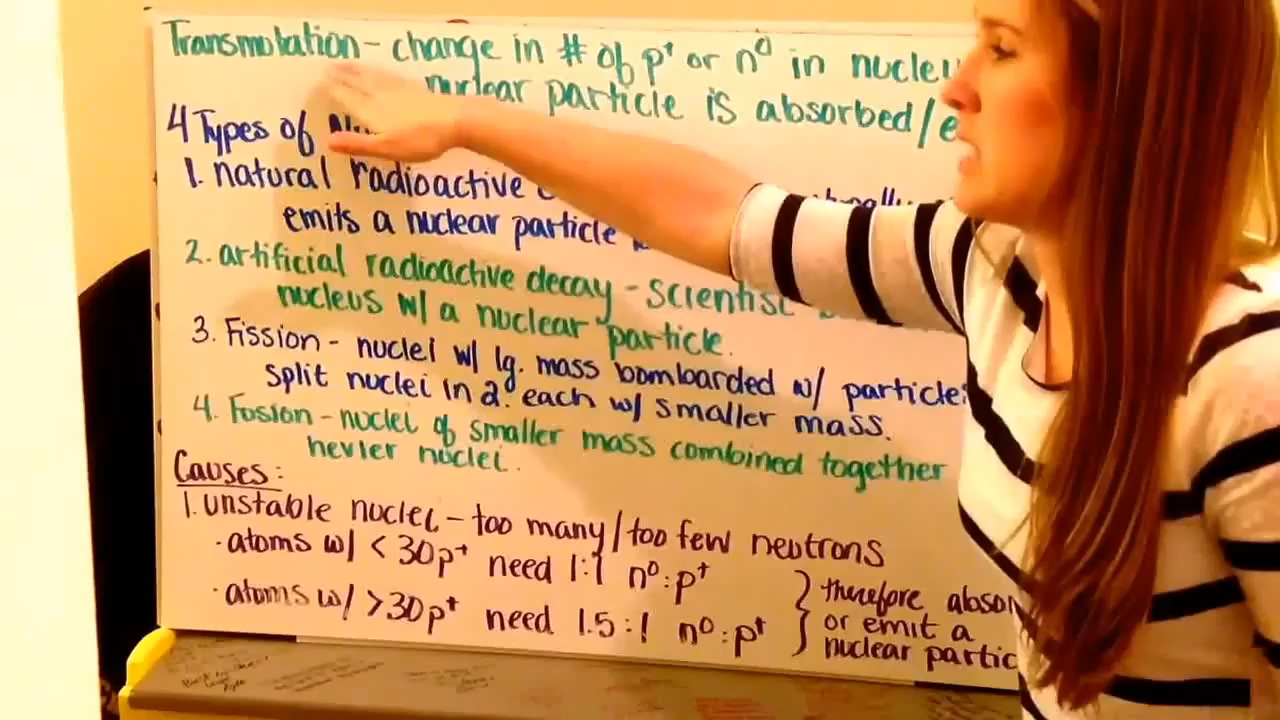 Transmutation - change in # of p⁺ or n⁰ in
nuclear particle is absorbed/
4 Types of
1. natural radioactive
emits a nuclear particle
2. artificial radioactive decay - scientist
nucleus w/ a nuclear particle.
3. Fission - nuclei w/ lg. mass bombarded w/
split nuclei in 2. each w/ smaller mass.
4. Fusion - nuclei of smaller mass combined together
hevier nuclei.
Causes:
1. unstable nuclei - too many/too few neutrons
· atoms w/ < 30p⁺ need 1:1 n⁰:p⁺
· atoms w/ >30p⁺ need 1.5:1 n⁰:p⁺
} therefore
or emit a
nuclear